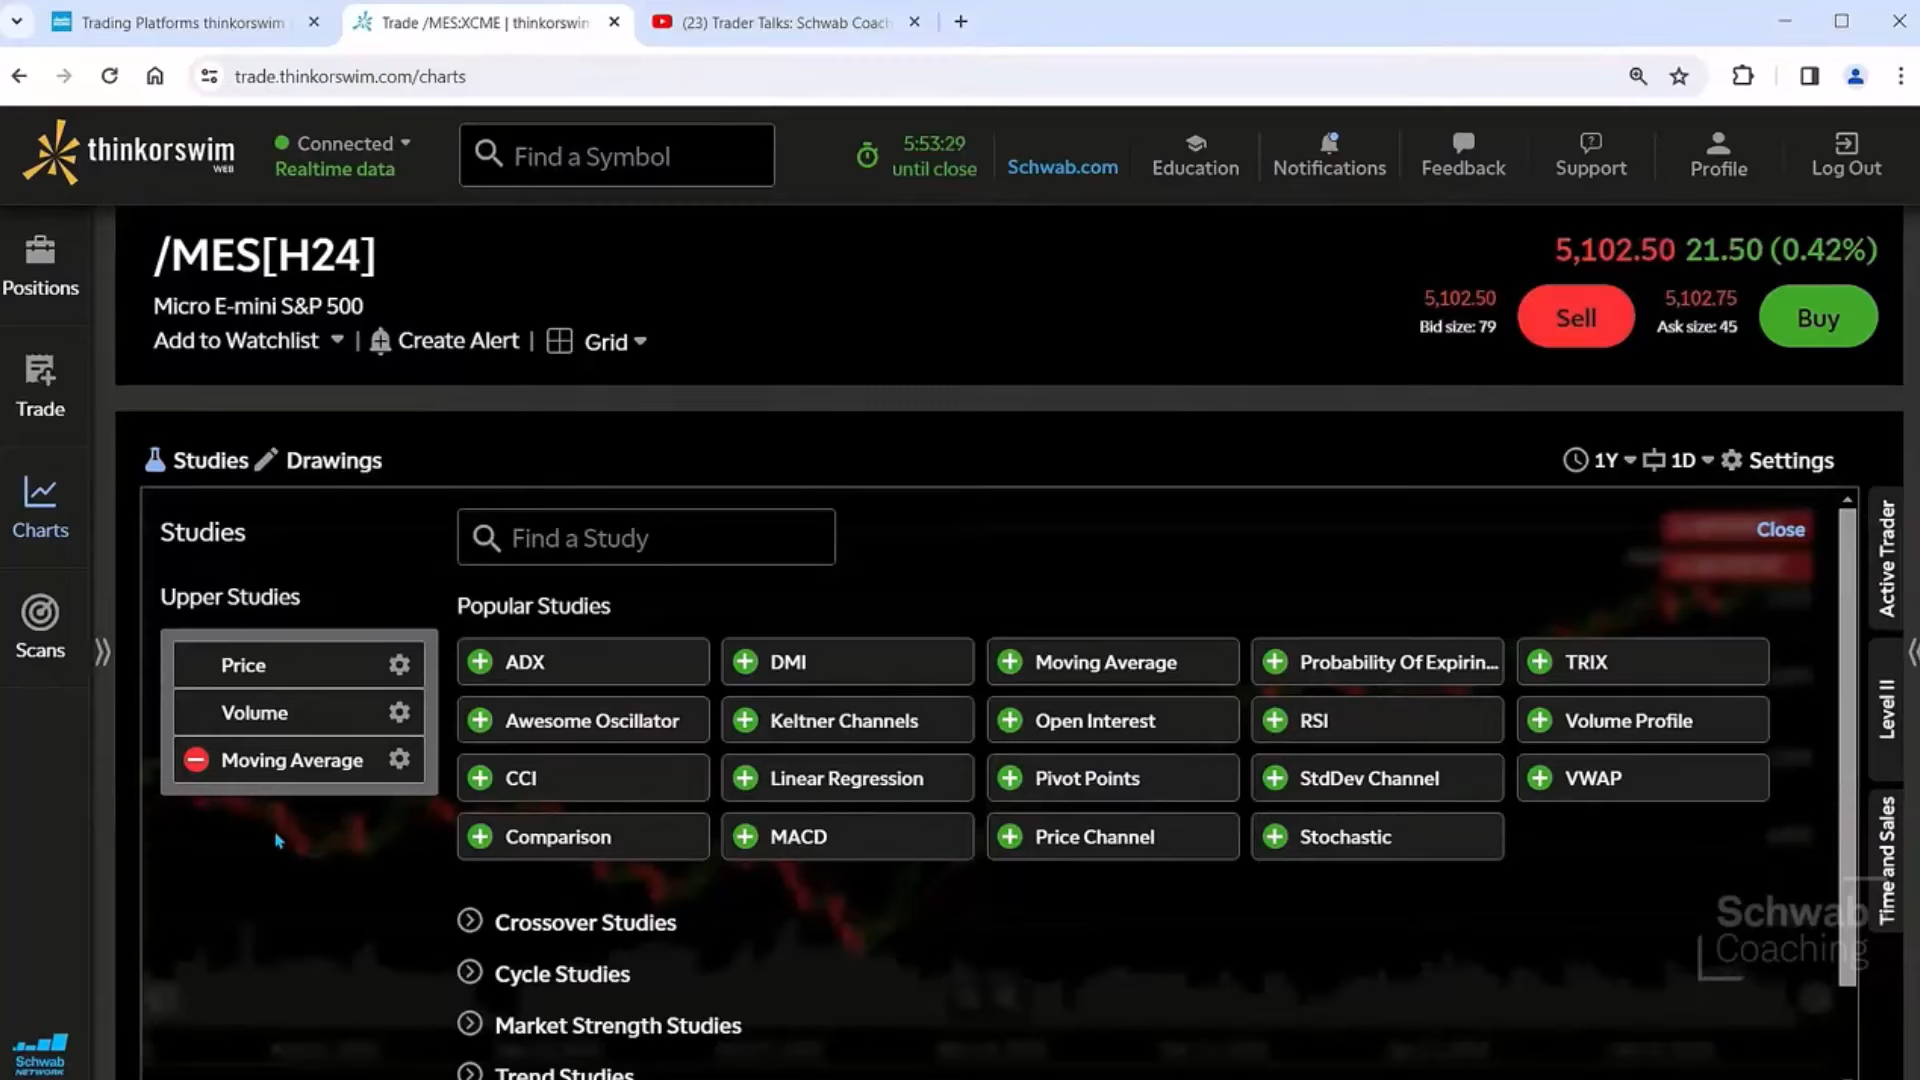 Trading Platforms thinkorswim
Trade /MES:XCME | thinkorswim
(23) Trader Talks: Schwab Coach
trade.thinkorswim.com/charts
thinkorswim
WEB
Connected
Realtime data
Find a Symbol
5:53:29
until close
Schwab.com
Education
Notifications
Feedback
Support
Profile
Log Out
Positions
Trade
Charts
Scans
Schwab
NETWORK
/MES[H24]
Micro E-mini S&P 500
Add to Watchlist | Create Alert | Grid
5,102.50 21.50 (0.42%)
5,102.50
Bid size: 79
Sell
5,102.75
Ask size: 45
Buy
Studies Drawings
1Y 1D Settings
Studies
Find a Study
Close
Upper Studies
Price
Volume
Moving Average
Popular Studies
ADX
DMI
Moving Average
Probability Of Expirin...
TRIX
Awesome Oscillator
Keltner Channels
Open Interest
RSI
Volume Profile
CCI
Linear Regression
Pivot Points
StdDev Channel
VWAP
Comparison
MACD
Price Channel
Stochastic
Crossover Studies
Cycle Studies
Market Strength Studies
Trend Studies
Active Trader
Level II
Time and Sales
Schwab
Coaching